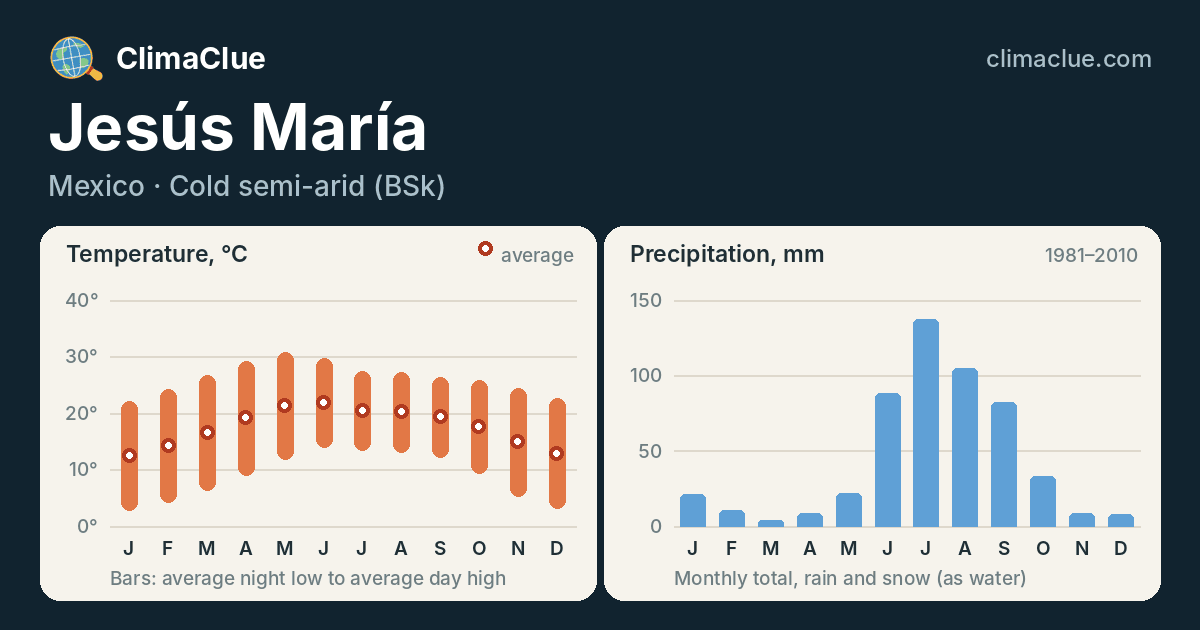 ClimaClue
climaclue.com
Jesús María
Mexico · Cold semi-arid (BSk)
Temperature, °C
average
40°
30°
20°
10°
0°
J F M A M J J A S O N D
Bars: average night low to average day high
Precipitation, mm
1981–2010
150
100
50
0
J F M A M J J A S O N D
Monthly total, rain and snow (as water)